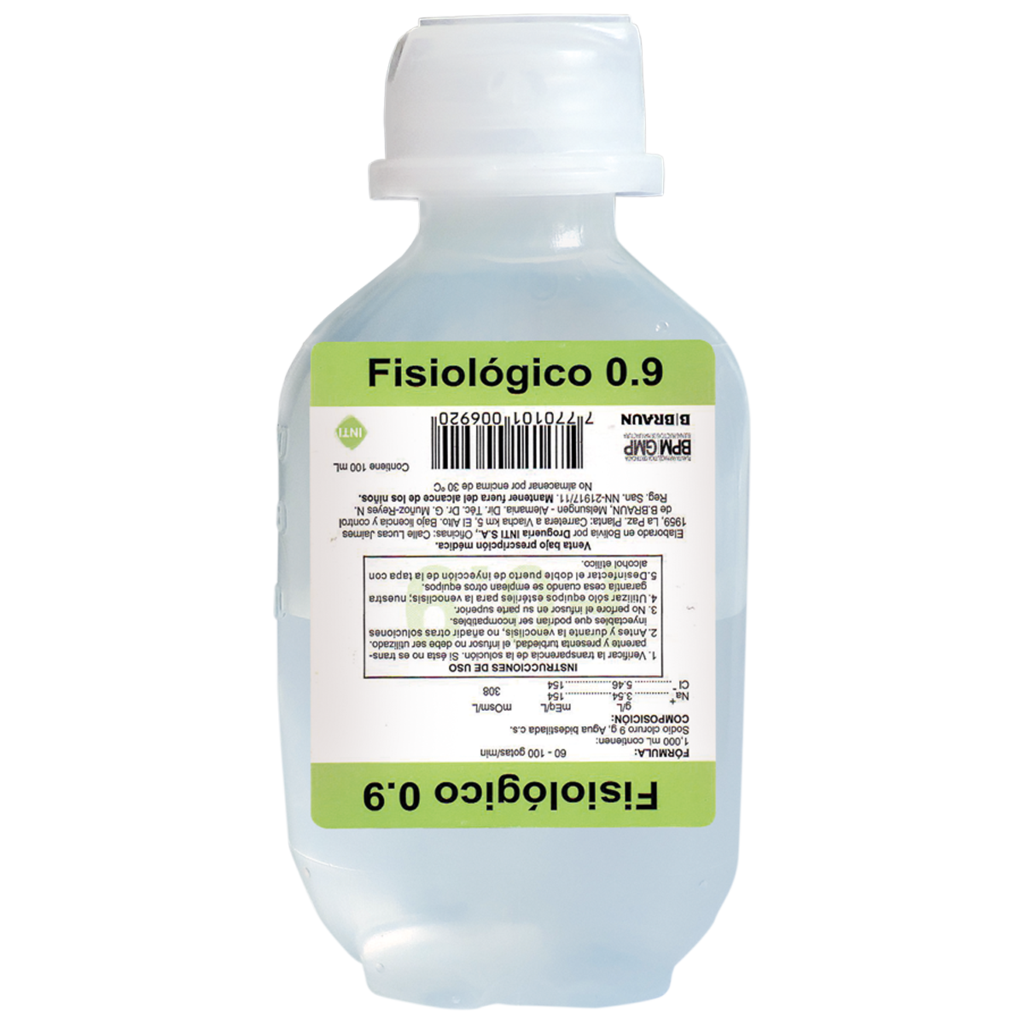 Fisiológico 0.9
Fisiológico 0.9
FÓRMULA: 60 - 100 gotas/min
1,000 mL contienen:
Sodio cloruro 9 g, Agua bidestilada c.s.
COMPOSICIÓN:
g/L mEq/L mOsm/L
Na+ ............ 3.54 ............ 154 308
Cl- ............ 5.46 ............ 154
INSTRUCCIONES DE USO
1. Verificar la transparencia de la solución. Si ésta no es trans-
parente y presenta turbiedad, el infusor no debe ser utilizado.
2. Antes y durante la venoclisis, no añadir otras soluciones
inyectables que podrían ser incompatibles.
3. No perfore el infusor en su parte superior.
4. Utilizar sólo equipos estériles para la venoclisis; nuestra
garantía cesa cuando se emplean otros equipos.
5. Desinfectar el doble puerto de inyección de la tapa con
alcohol etílico.
Venta bajo prescripción médica.
Elaborado en Bolivia por Droguería INTI S.A., Oficinas: Calle Lucas Jaimes
1959, La Paz. Planta: Carretera a Viacha km 5, El Alto. Bajo licencia y control
de B.BRAUN, Melsungen - Alemania. Dir. Téc. Dr. G. Muñoz-Reyes N.
Reg. San. NN-21917/11. Mantener fuera del alcance de los niños.
No almacenar por encima de 30 °C
BPM GMP
B BRAUN
7 770101 006920
Contiene 100 mL
INTI